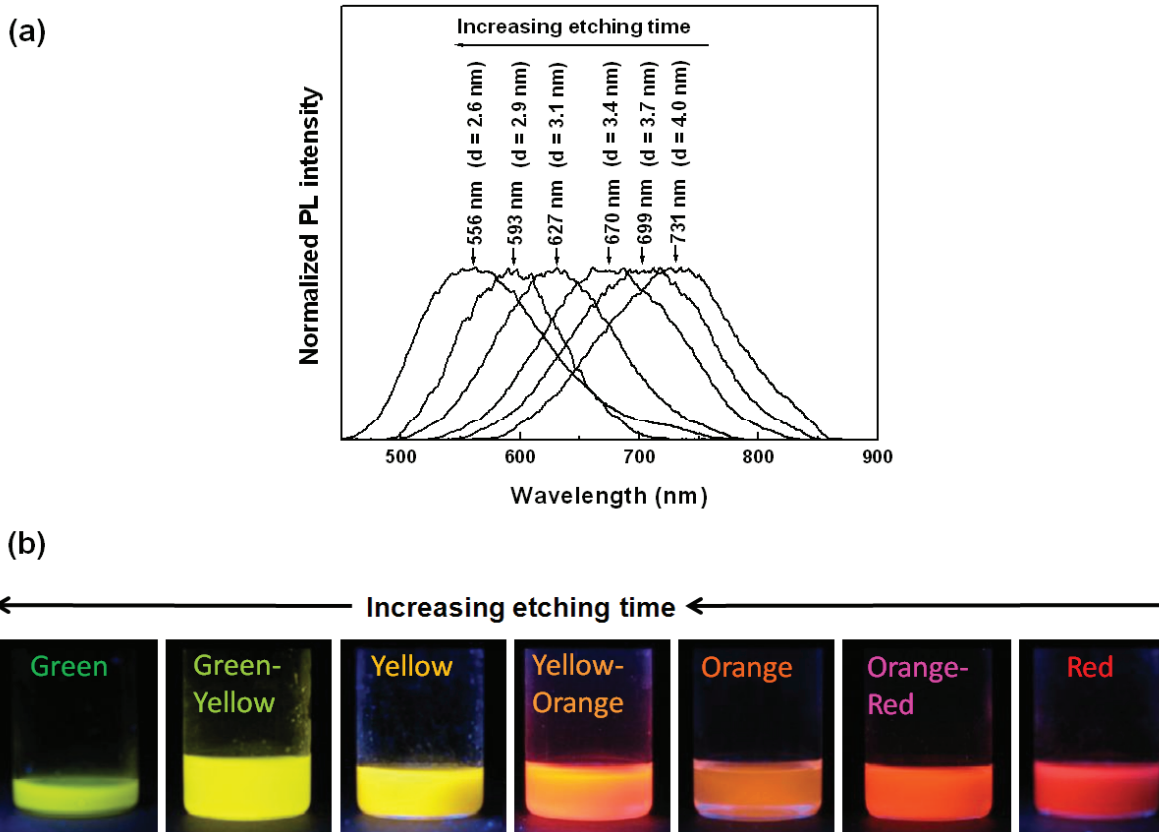 (a)
Increasing etching time
556 nm (d = 2.6 nm)
593 nm (d = 2.9 nm)
627 nm (d = 3.1 nm)
670 nm (d = 3.4 nm)
699 nm (d = 3.7 nm)
731 nm (d = 4.0 nm)
Normalized PL intensity
500 600 700 800 900
Wavelength (nm)
(b)
Increasing etching time
Green
Green-
Yellow
Yellow
Yellow-
Orange
Orange
Orange-
Red
Red